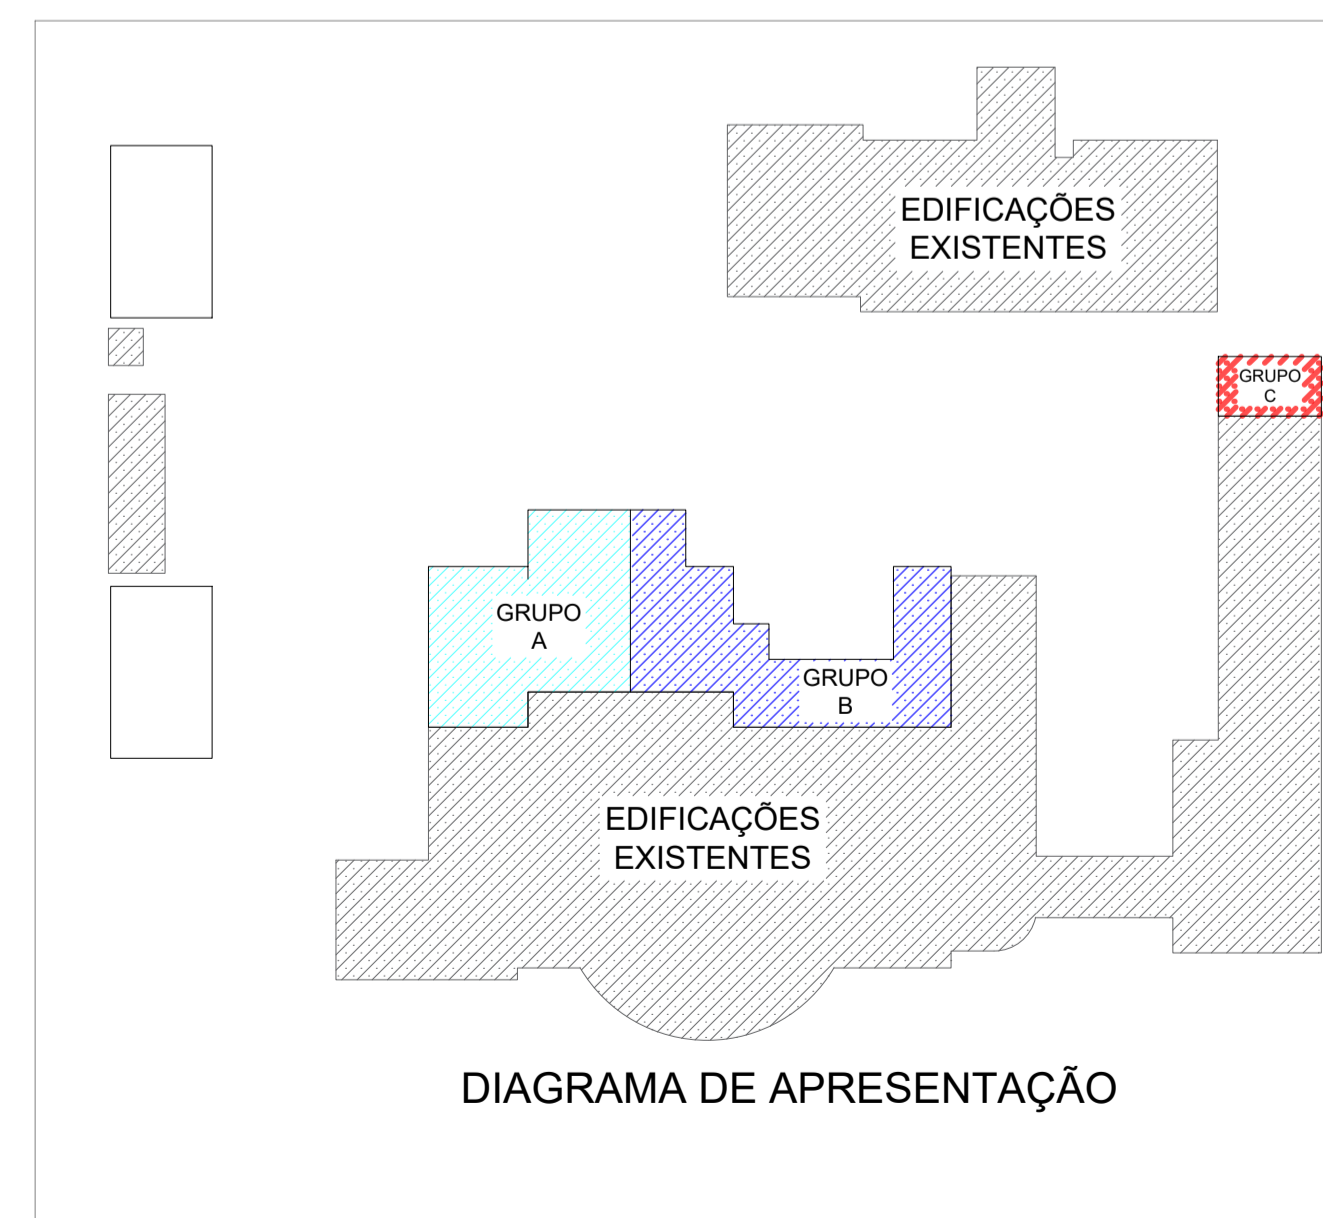 EDIFICAÇÕES
EXISTENTES
GRUPO
C
GRUPO
A
GRUPO
B
EDIFICAÇÕES
EXISTENTES
DIAGRAMA DE APRESENTAÇÃO